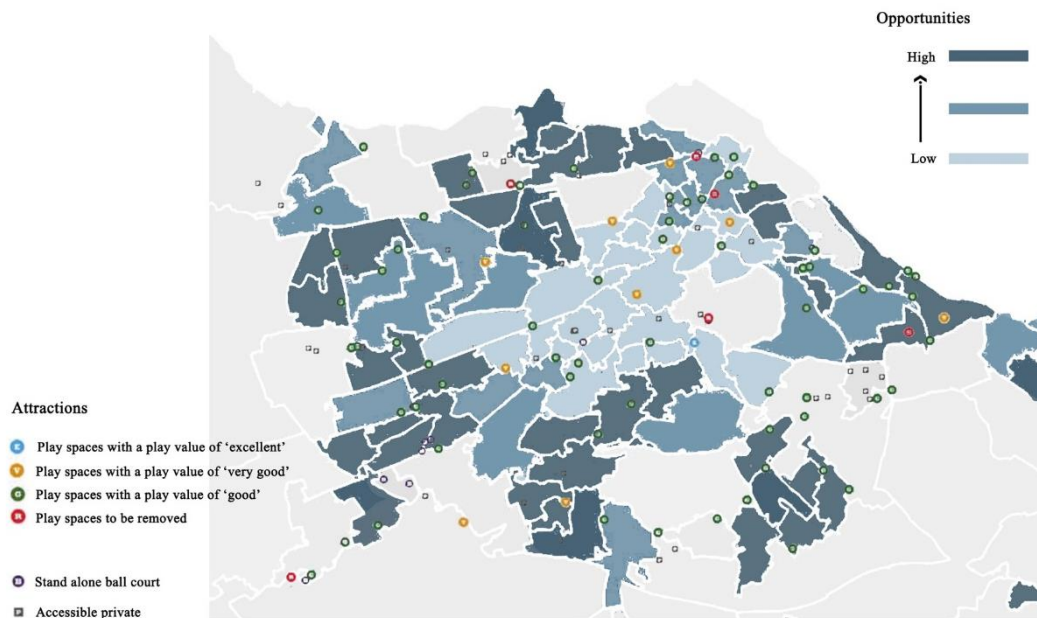 Opportunities
High
Low
Attractions
E Play spaces with a play value of ‘excellent’
V Play spaces with a play value of ‘very good’
G Play spaces with a play value of ‘good’
R Play spaces to be removed
Stand alone ball court
P Accessible private